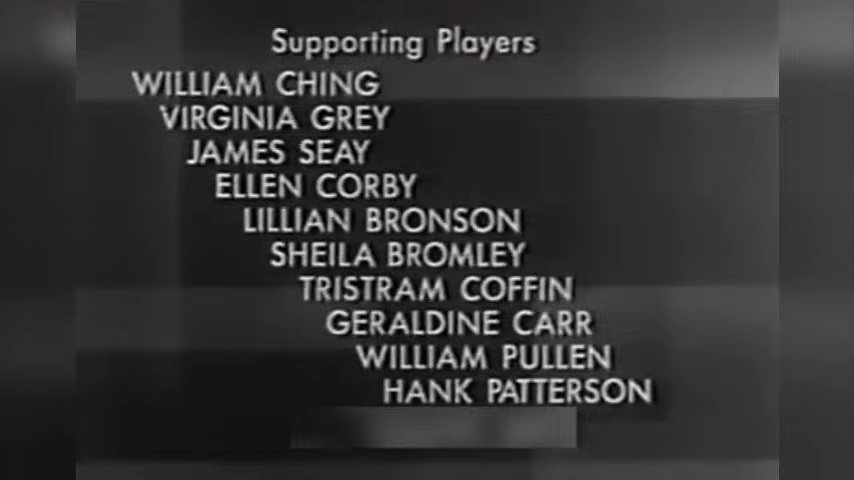 Supporting Players
WILLIAM CHING
VIRGINIA GREY
JAMES SEAY
ELLEN CORBY
LILLIAN BRONSON
SHEILA BROMLEY
TRISTRAM COFFIN
GERALDINE CARR
WILLIAM PULLEN
HANK PATTERSON